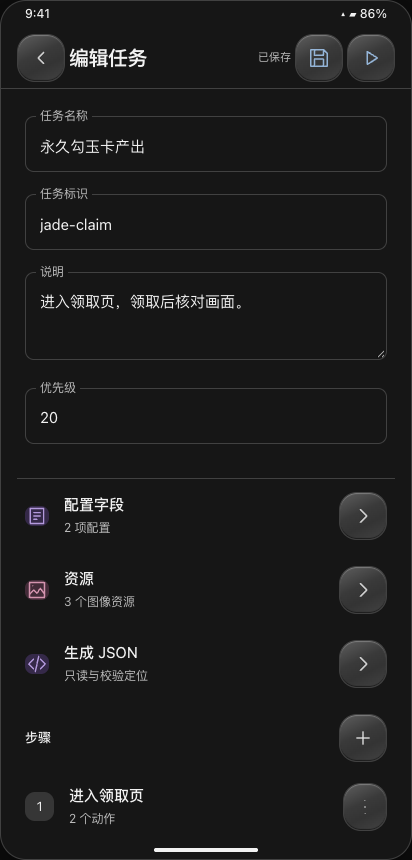 9:41
86%
编辑任务
已保存
任务名称
永久勾玉卡产出
任务标识
jade-claim
说明
进入领取页，领取后核对画面。
优先级
20
配置字段
2 项配置
资源
3 个图像资源
生成 JSON
只读与校验定位
步骤
1
进入领取页
2 个动作